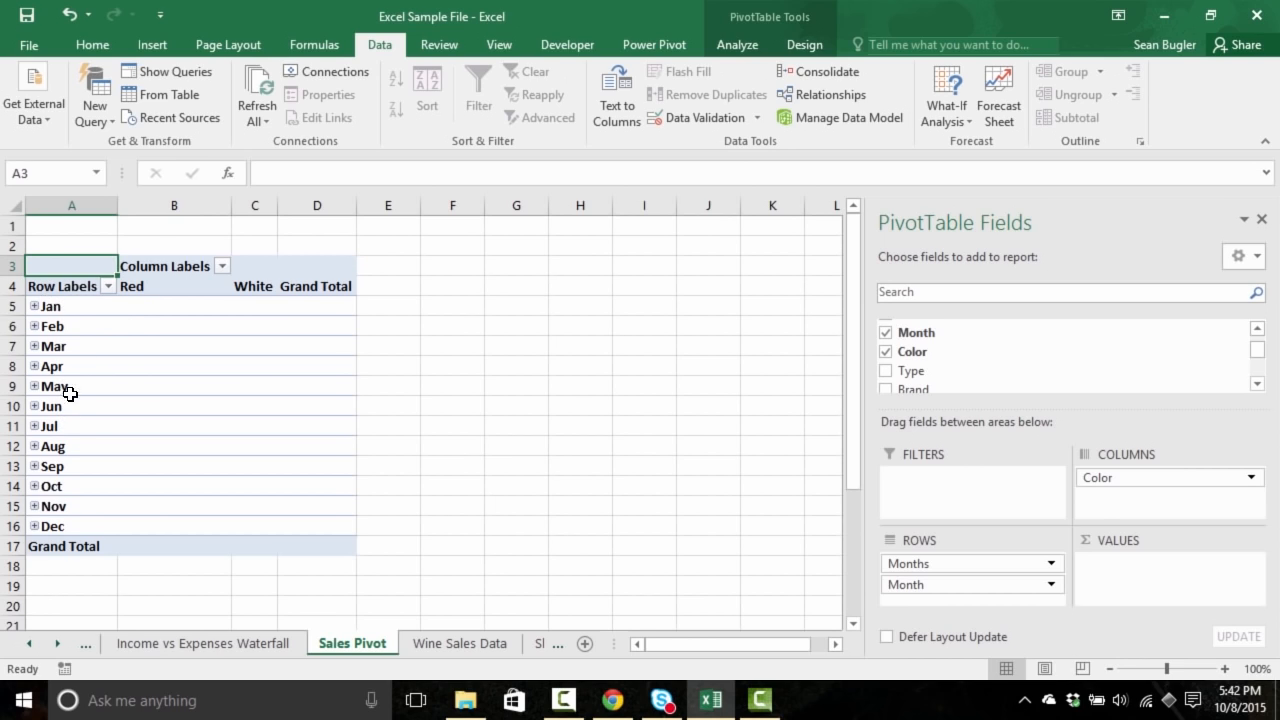 Excel Sample File - Excel
PivotTable Tools
File Home Insert Page Layout Formulas Data Review View Developer Power Pivot Analyze Design Tell me what you want to do... Sean Bugler Share
Get External Data
New Query
Show Queries
From Table
Recent Sources
Get & Transform
Refresh All
Connections
Properties
Edit Links
Connections
Sort
Filter
Clear
Reapply
Advanced
Sort & Filter
Text to Columns
Flash Fill
Remove Duplicates
Data Validation
Consolidate
Relationships
Manage Data Model
Data Tools
What-If Analysis
Forecast Sheet
Forecast
Group
Ungroup
Subtotal
Outline
A3
fx
A B C D E F G H I J K L
1
2
3 Column Labels
4 Row Labels Red White Grand Total
5 Jan
6 Feb
7 Mar
8 Apr
9 May
10 Jun
11 Jul
12 Aug
13 Sep
14 Oct
15 Nov
16 Dec
17 Grand Total
18
19
20
21
PivotTable Fields
Choose fields to add to report:
Search
Month
Color
Type
Brand
Drag fields between areas below:
FILTERS
COLUMNS
Color
ROWS
Months
Month
Σ VALUES
Defer Layout Update
UPDATE
... Income vs Expenses Waterfall Sales Pivot Wine Sales Data Sl ...
Ready
100%
Ask me anything
5:42 PM
10/8/2015